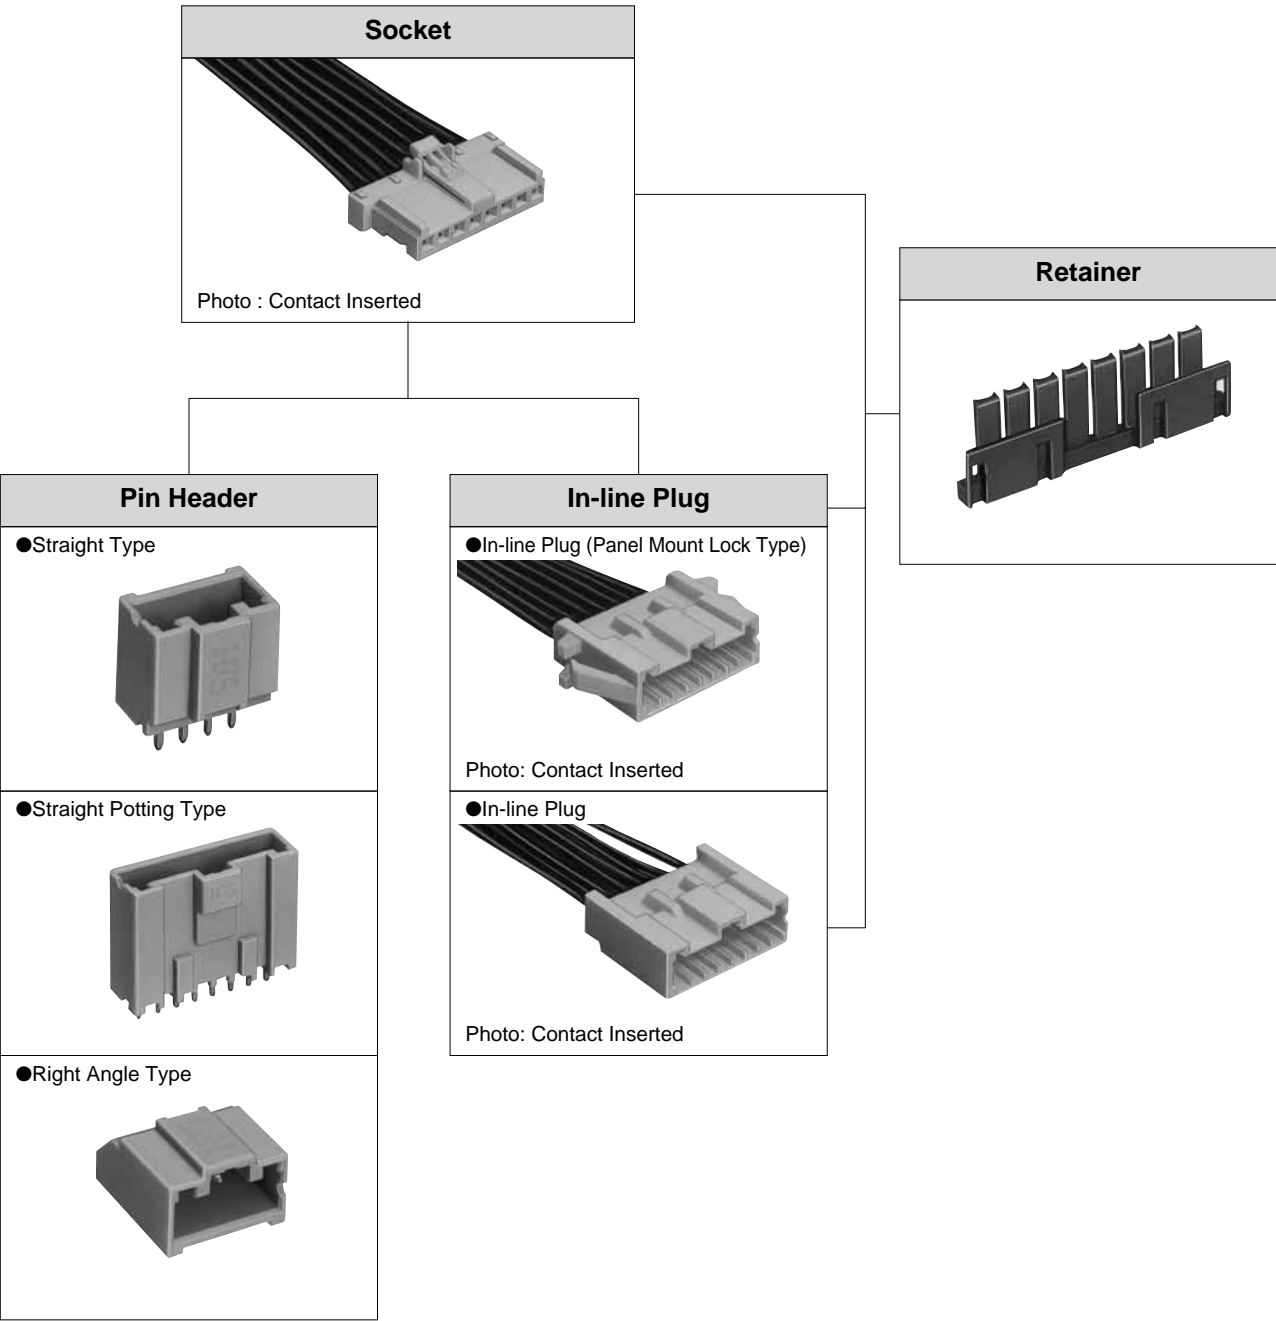 Socket
Photo : Contact Inserted
Retainer
Pin Header
●Straight Type
HRS
●Straight Potting Type
●Right Angle Type
In-line Plug
●In-line Plug (Panel Mount Lock Type)
Photo: Contact Inserted
●In-line Plug
Photo: Contact Inserted